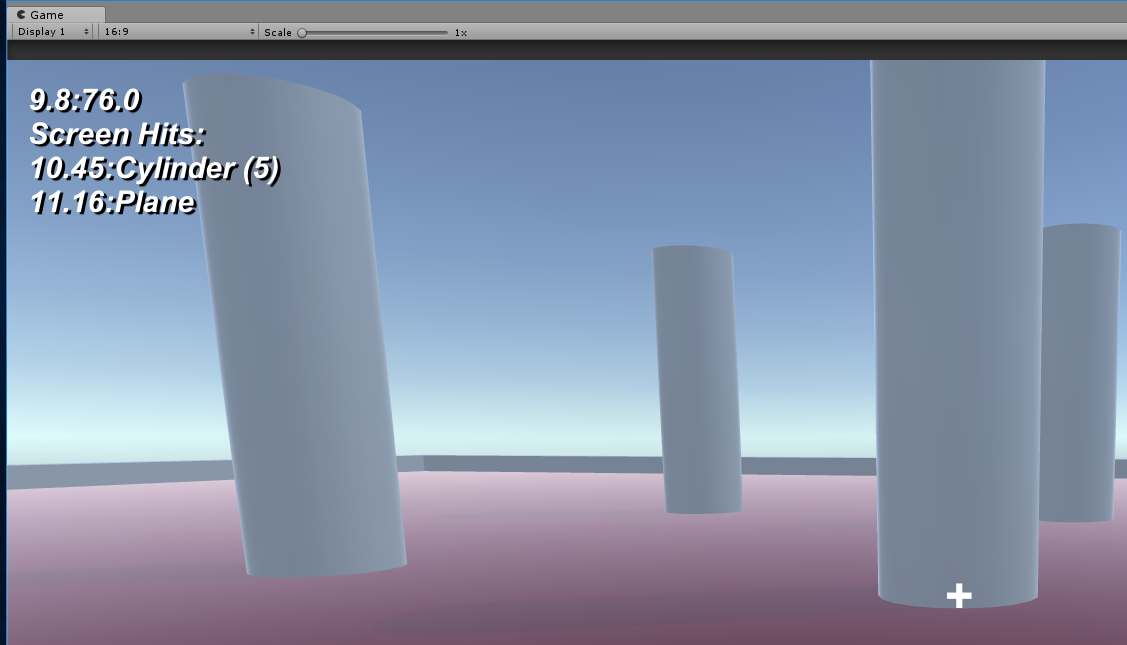 Game
Display 1 16:9 Scale 1x
9.8:76.0
Screen Hits:
10.45:Cylinder (5)
11.16:Plane